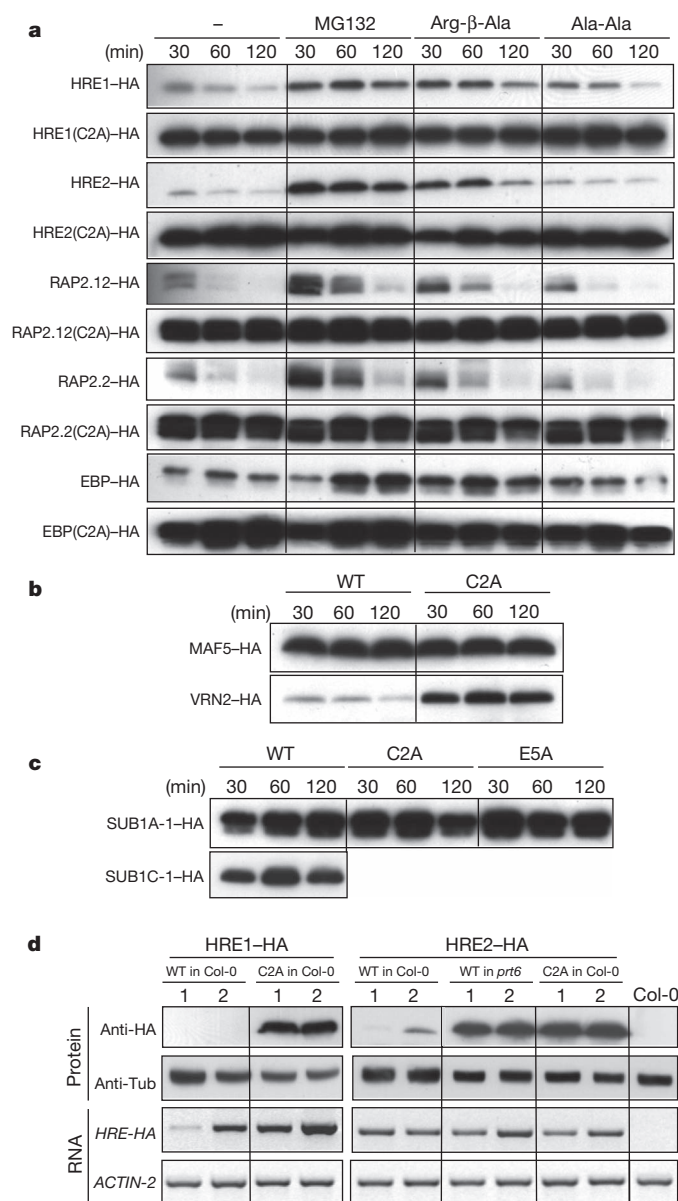 a
– MG132 Arg-β-Ala Ala-Ala
(min) 30 60 120 30 60 120 30 60 120 30 60 120
HRE1–HA
HRE1(C2A)–HA
HRE2–HA
HRE2(C2A)–HA
RAP2.12–HA
RAP2.12(C2A)–HA
RAP2.2–HA
RAP2.2(C2A)–HA
EBP–HA
EBP(C2A)–HA
b
WT C2A
(min) 30 60 120 30 60 120
MAF5–HA
VRN2–HA
c
WT C2A E5A
(min) 30 60 120 30 60 120 30 60 120
SUB1A-1–HA
SUB1C-1–HA
d
HRE1–HA HRE2–HA
WT in Col-0 C2A in Col-0 WT in Col-0 WT in prt6 C2A in Col-0
1 2 1 2 1 2 1 2 1 2 Col-0
Protein
Anti-HA
Anti-Tub
RNA
HRE-HA
ACTIN-2